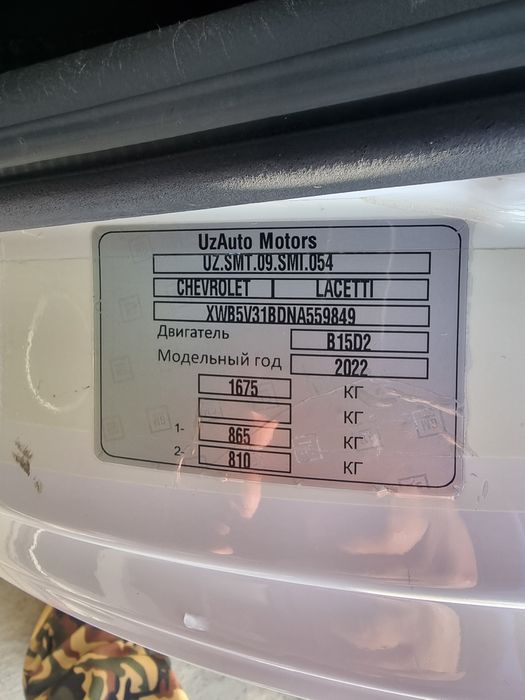 UzAuto Motors
UZ.SMT.09.SMI.054
CHEVROLET LACETTI
XWB5V31BDNA559849
Двигатель B15D2
Модельный год 2022
1675 КГ
КГ
1- 865 КГ
2- 810 КГ